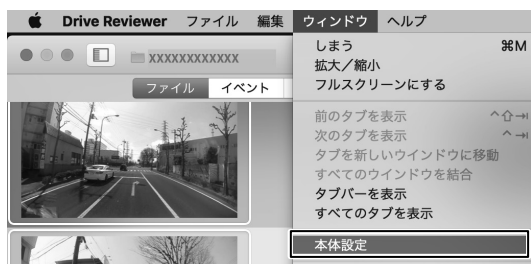 Drive Reviewer ファイル 編集 ウィンドウ ヘルプ
XXXXXXXXXXXX
ファイル イベント
しまう ⌘M
拡大／縮小
フルスクリーンにする
前のタブを表示 ^⇧⇥
次のタブを表示 ^⇥
タブを新しいウインドウに移動
すべてのウインドウを結合
タブバーを表示
すべてのタブを表示
本体設定